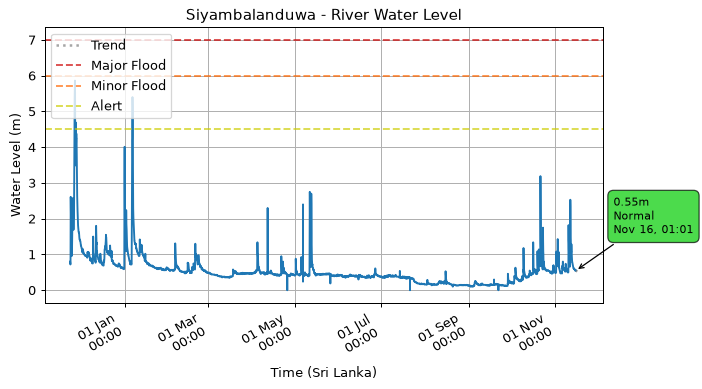 Siyambalanduwa - River Water Level
Trend
Major Flood
Minor Flood
Alert
Water Level (m)
7
6
5
4
3
2
1
0
0.55m
Normal
Nov 16, 01:01
01 Jan
00:00
01 Mar
00:00
01 May
00:00
01 Jul
00:00
01 Sep
00:00
01 Nov
00:00
Time (Sri Lanka)